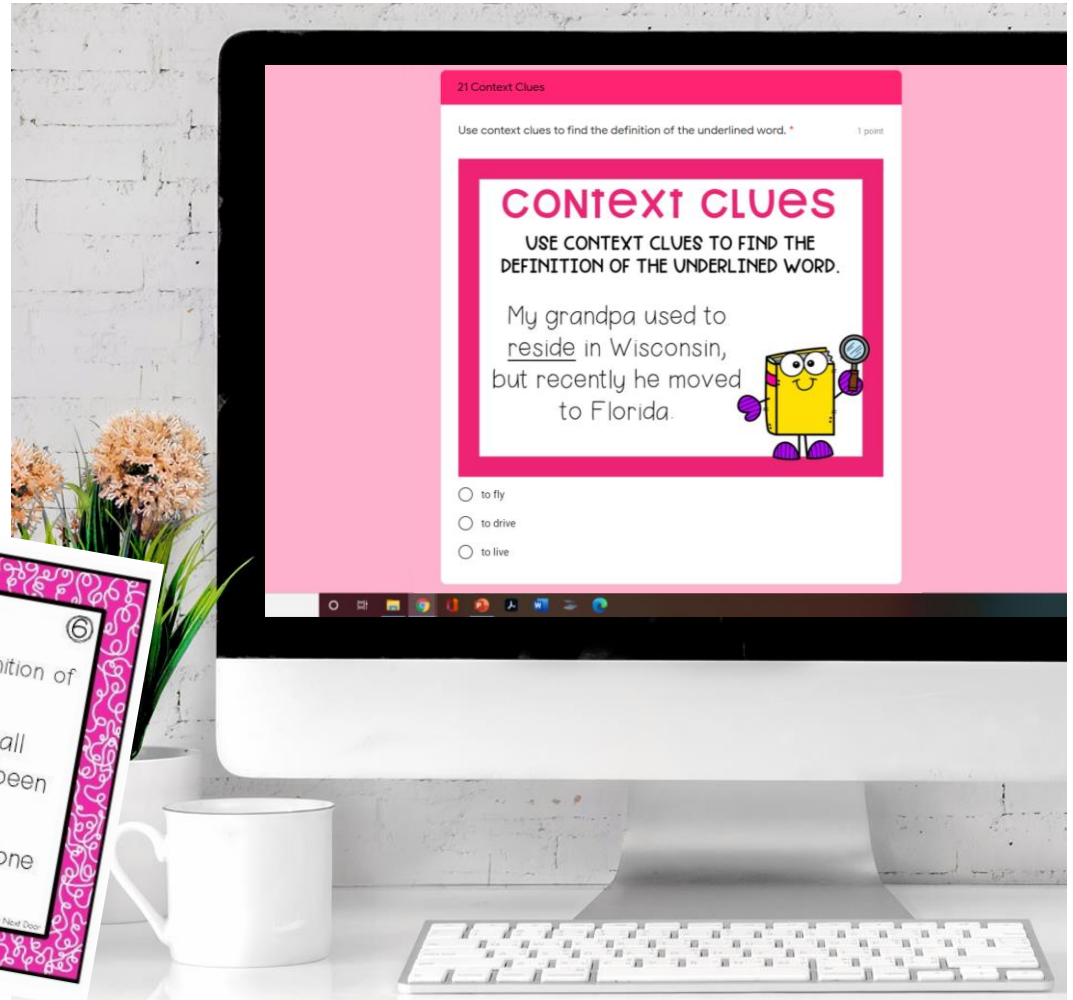 21 Context Clues
Use context clues to find the definition of the underlined word. *
1 point
CONTEXT CLUES
USE CONTEXT CLUES TO FIND THE
DEFINITION OF THE UNDERLINED WORD.
My grandpa used to
reside in Wisconsin,
but recently he moved
to Florida.
to fly
to drive
to live
6
of
all
been
Next Door